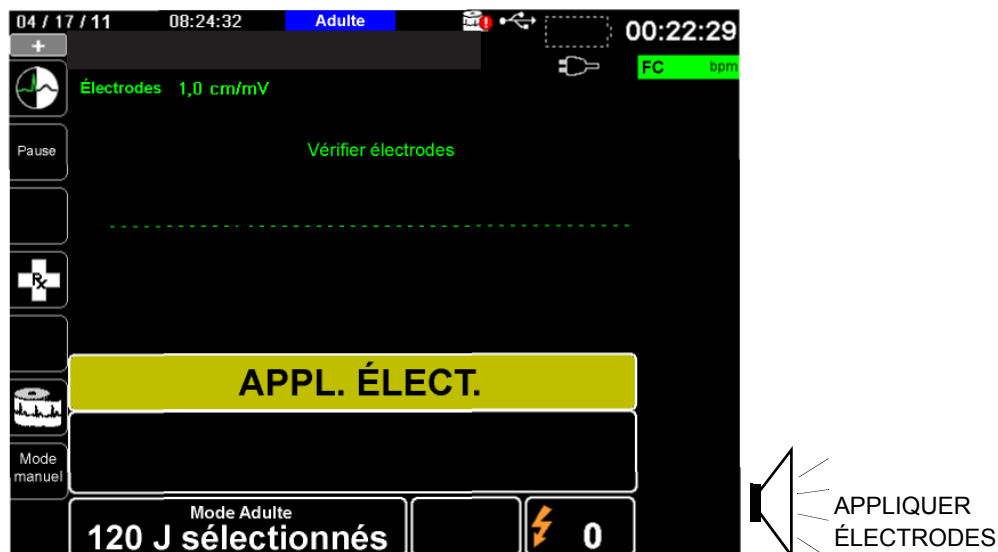 04 / 17 / 11 08:24:32 Adulte 00:22:29
+
FC bpm
Électrodes 1,0 cm/mV
Pause
Vérifier électrodes
Rx
APPL. ÉLECT.
Mode
manuel
Mode Adulte
120 J sélectionnés
0
APPLIQUER
ÉLECTRODES